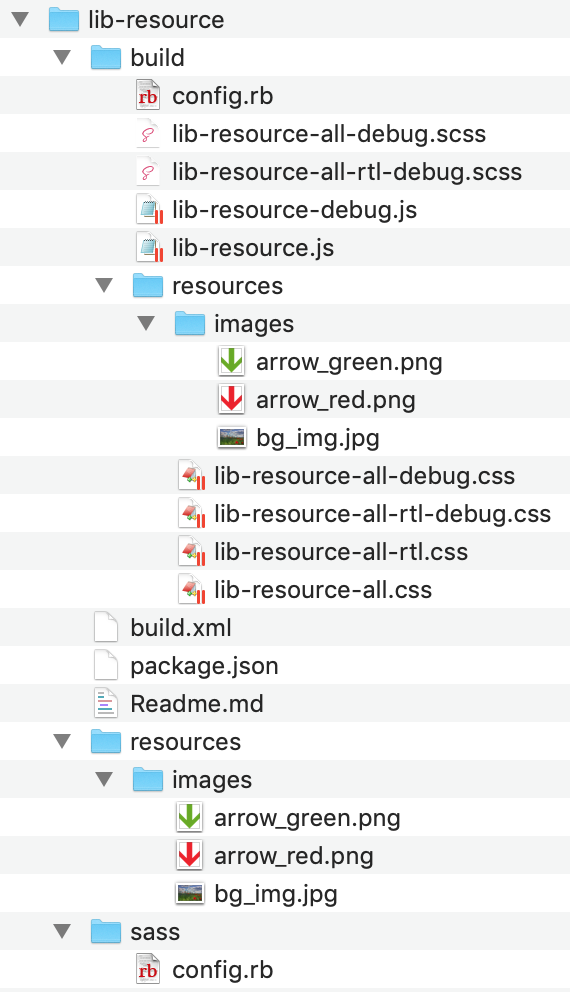 lib-resource
build
config.rb
lib-resource-all-debug.scss
lib-resource-all-rtl-debug.scss
lib-resource-debug.js
lib-resource.js
resources
images
arrow_green.png
arrow_red.png
bg_img.jpg
lib-resource-all-debug.css
lib-resource-all-rtl-debug.css
lib-resource-all-rtl.css
lib-resource-all.css
build.xml
package.json
Readme.md
resources
images
arrow_green.png
arrow_red.png
bg_img.jpg
sass
config.rb